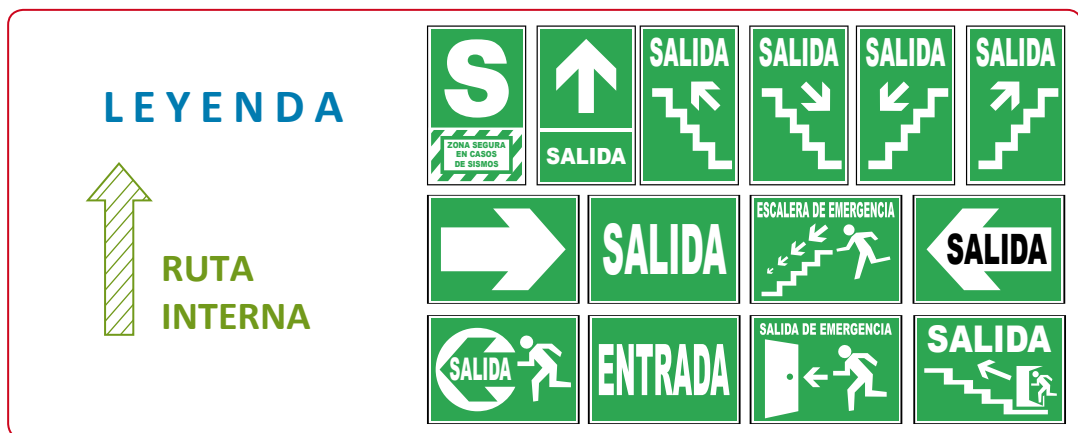 LEYENDA
RUTA
INTERNA
S
ZONA SEGURA
EN CASOS
DE SISMOS
SALIDA
SALIDA
SALIDA
SALIDA
SALIDA
SALIDA
ESCALERA DE EMERGENCIA
SALIDA
SALIDA
ENTRADA
SALIDA DE EMERGENCIA
SALIDA